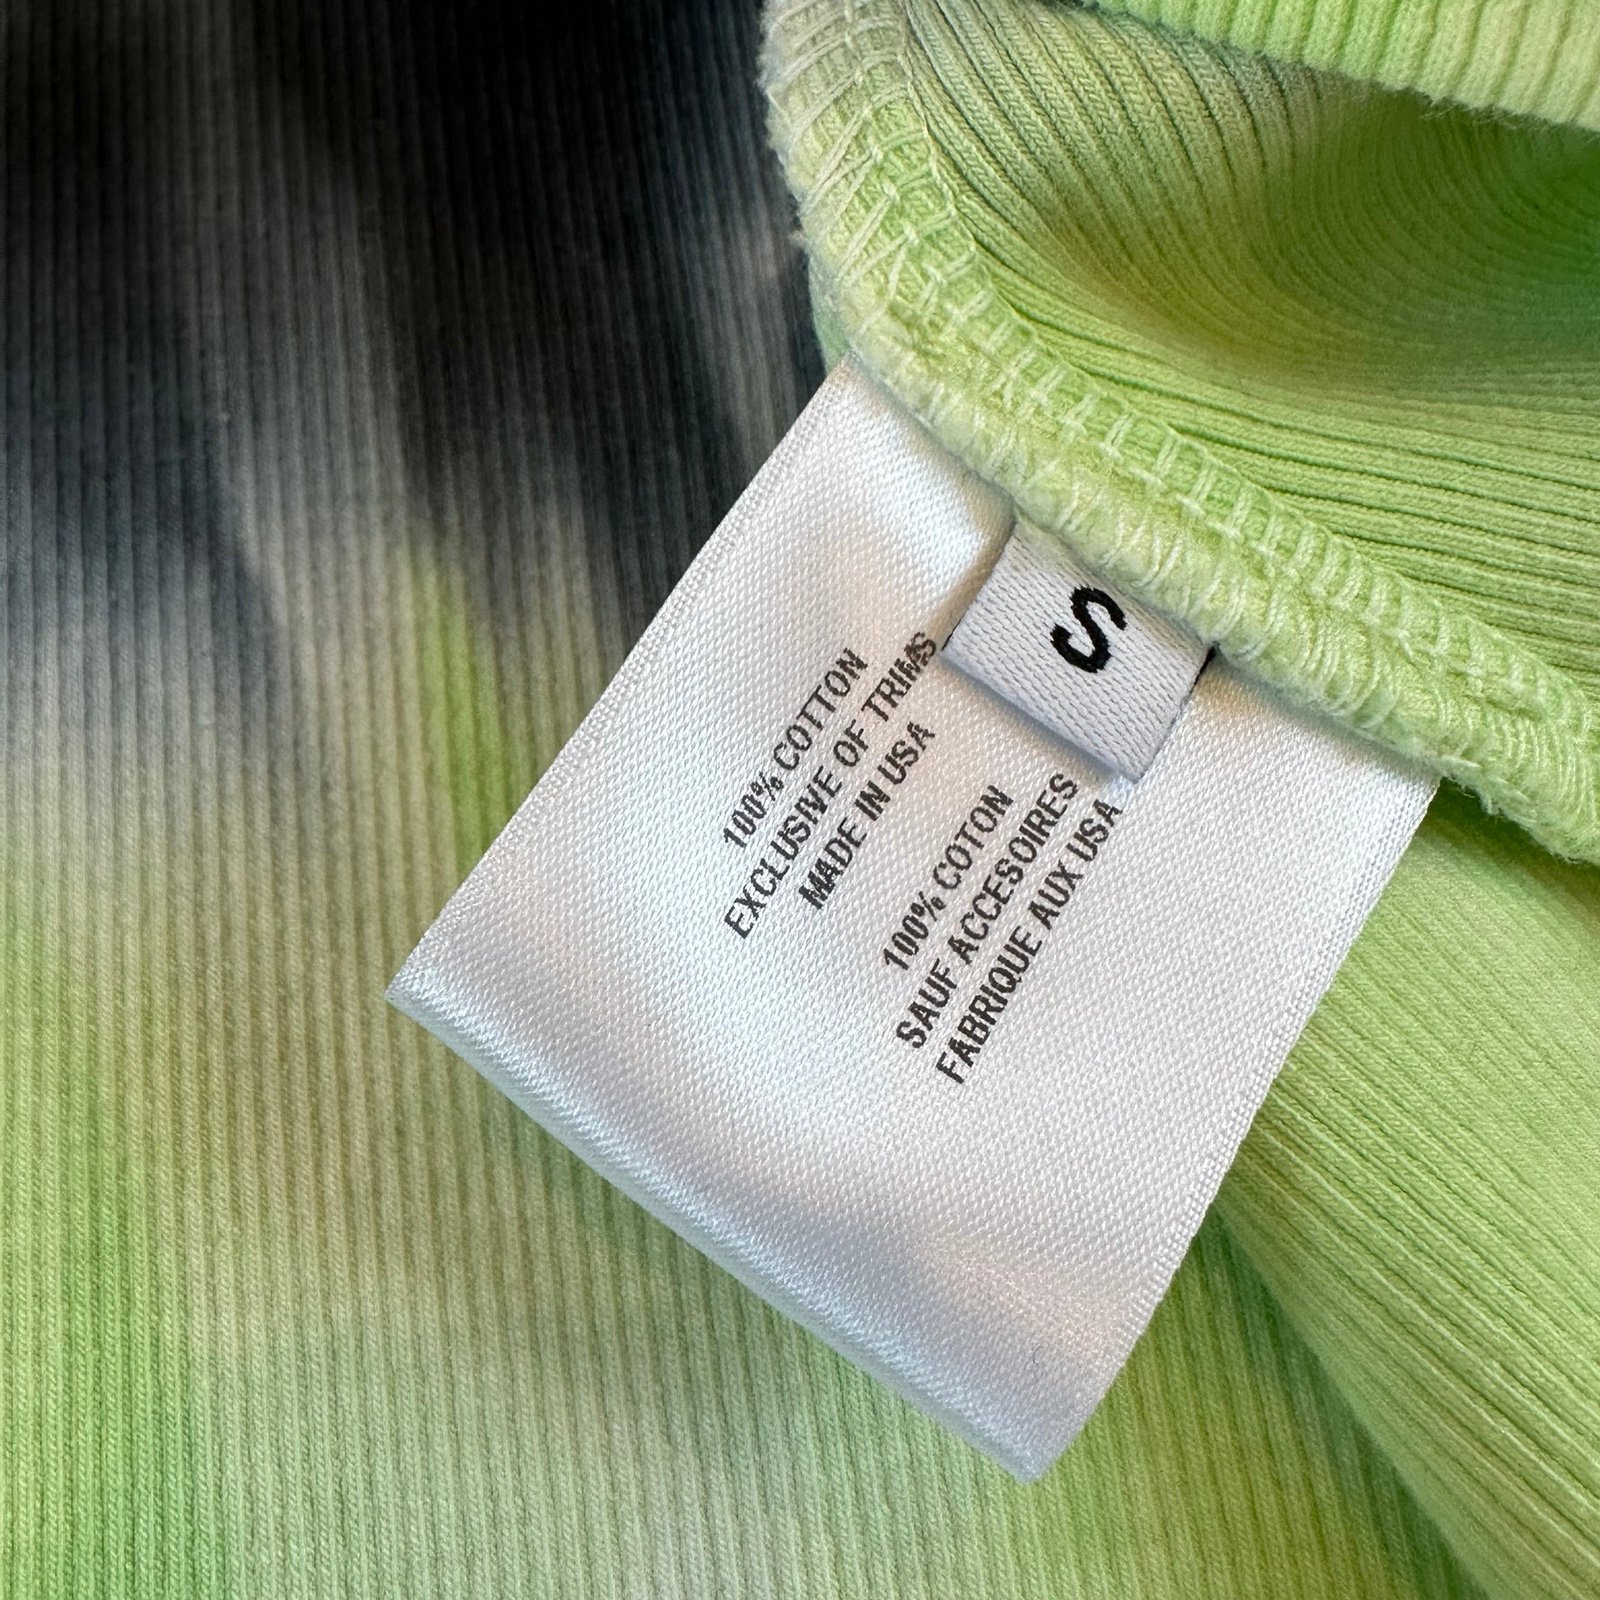 S
100% COTTON
EXCLUSIVE OF TRIMS
MADE IN USA
100% COTON
SAUF ACCESOIRES
FABRIQUE AUX USA